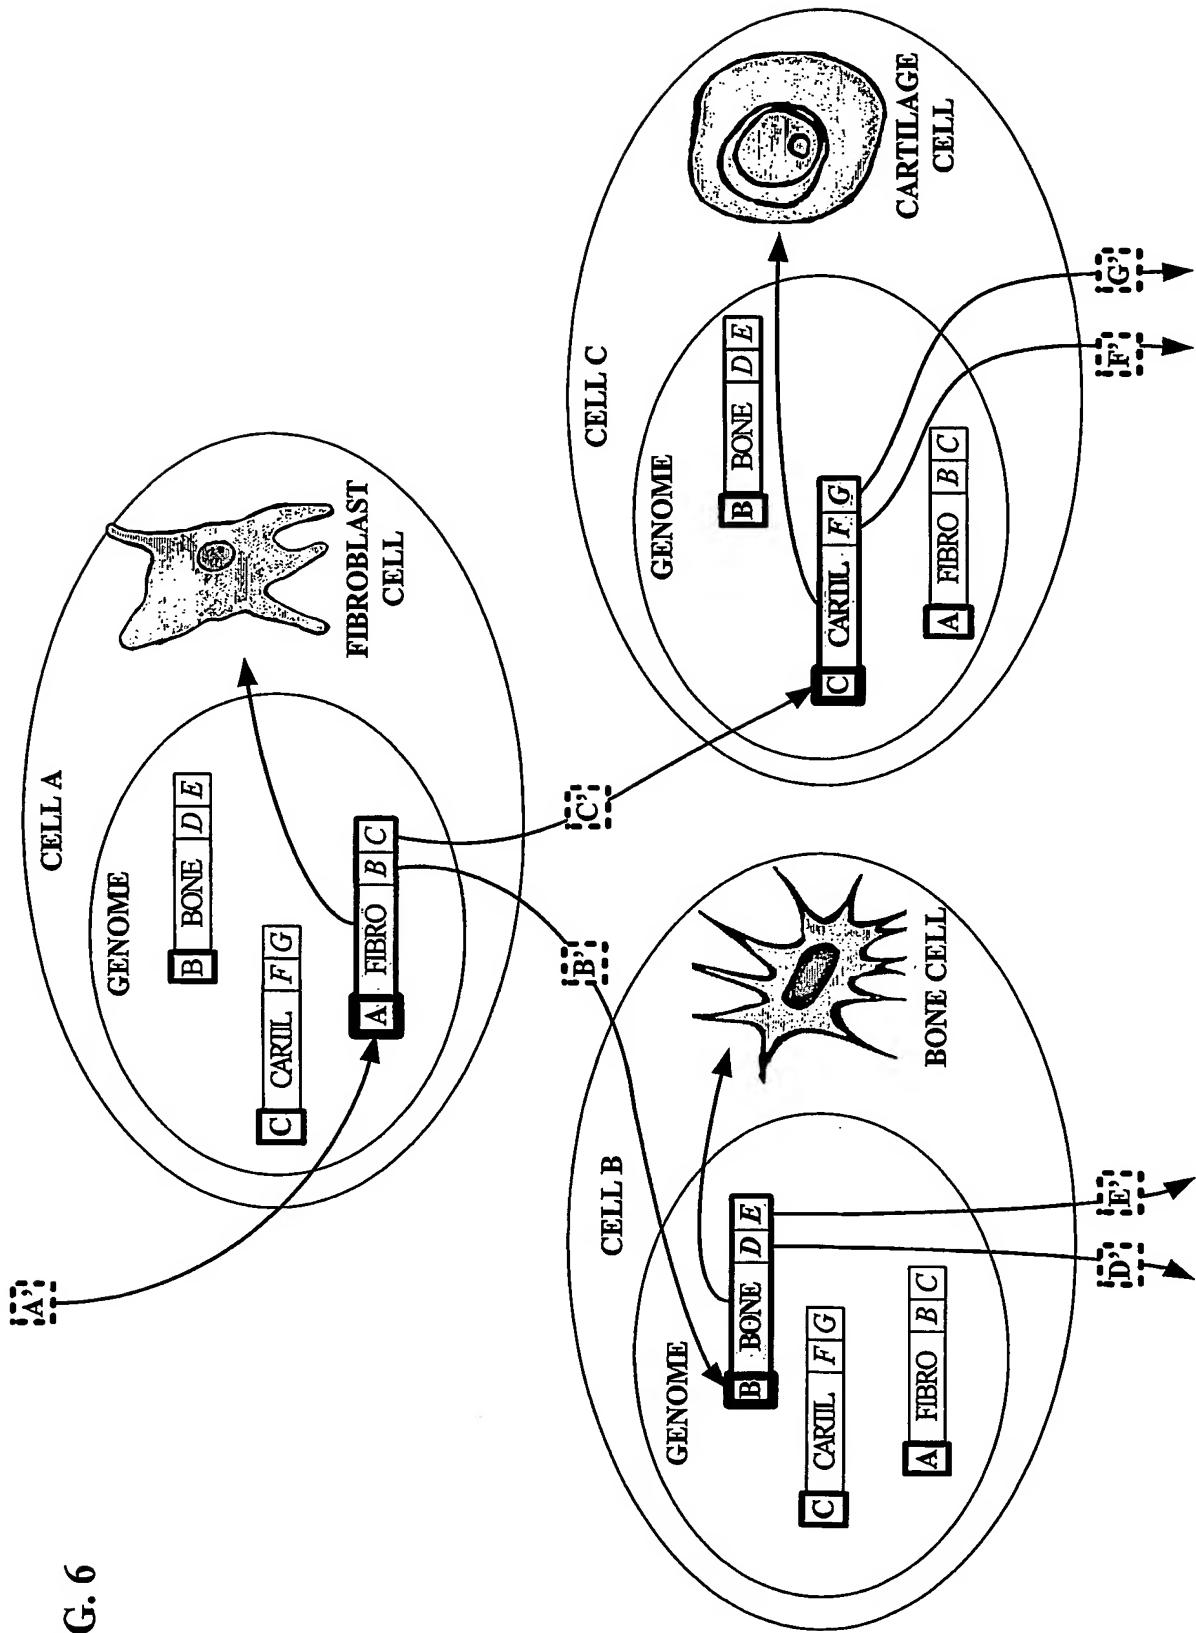 G. 6
A'
CELL A
GENOME
B BONE D E
C CARTIL F G
A FIBRO B C
FIBROBLAST
CELL
B'
C'
CELL B
GENOME
B BONE D E
C CARTIL F G
A FIBRO B C
BONE CELL
D'
E'
CELL C
GENOME
B BONE D E
C CARTIL F G
A FIBRO B C
CARTILAGE
CELL
F'
G'